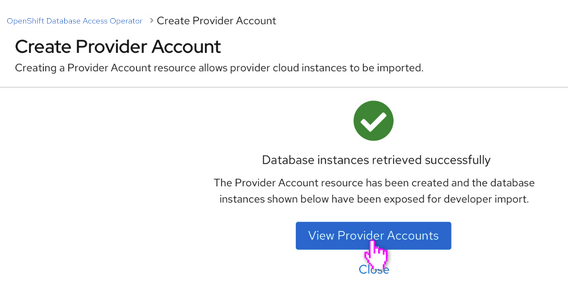 OpenShift Database Access Operator > Create Provider Account
Create Provider Account
Creating a Provider Account resource allows provider cloud instances to be imported.
Database instances retrieved successfully
The Provider Account resource has been created and the database
instances shown below have been exposed for developer import.
View Provider Accounts
Close